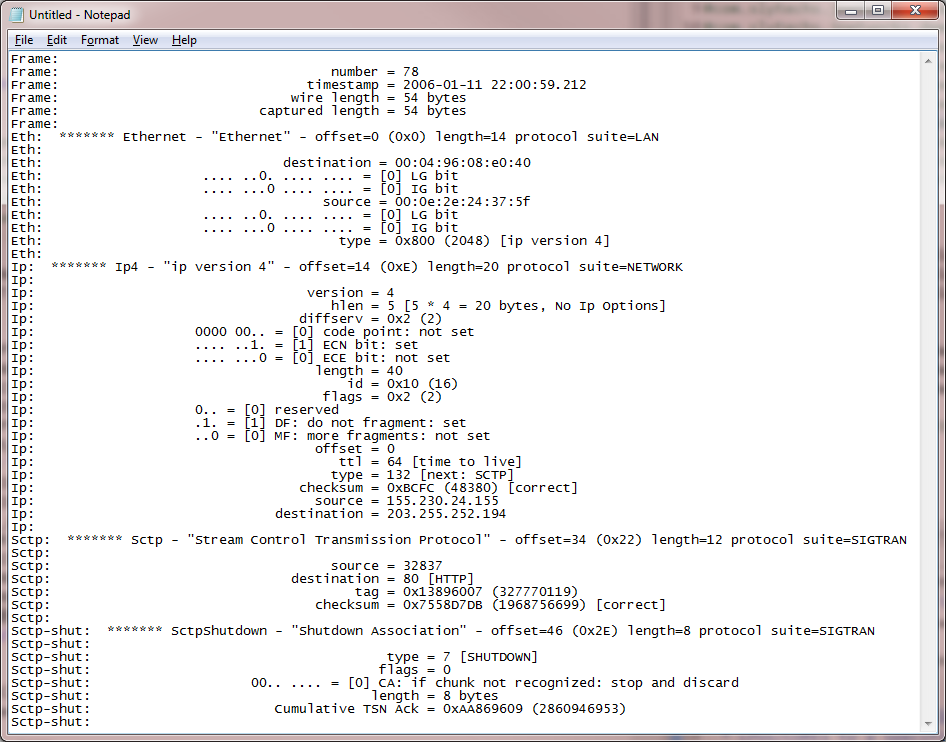 Untitled - Notepad
File Edit Format View Help
Frame:
Frame: number = 78
Frame: timestamp = 2006-01-11 22:00:59.212
Frame: wire length = 54 bytes
Frame: captured length = 54 bytes
Frame:
Eth: ******* Ethernet - "Ethernet" - offset=0 (0x0) length=14 protocol suite=LAN
Eth:
Eth: destination = 00:04:96:08:e0:40
Eth: .... ..0. .... .... = [0] LG bit
Eth: .... ...0 .... .... = [0] IG bit
Eth: source = 00:0e:2e:24:37:5f
Eth: .... ..0. .... .... = [0] LG bit
Eth: .... ...0 .... .... = [0] IG bit
Eth: type = 0x800 (2048) [ip version 4]
Eth:
Ip: ******* Ip4 - "ip version 4" - offset=14 (0xE) length=20 protocol suite=NETWORK
Ip:
Ip: version = 4
Ip: hlen = 5 [5 * 4 = 20 bytes, No Ip Options]
Ip: diffserv = 0x2 (2)
Ip: 0000 00.. = [0] code point: not set
Ip: .... ..1. = [1] ECN bit: set
Ip: .... ...0 = [0] ECE bit: not set
Ip: length = 40
Ip: id = 0x10 (16)
Ip: flags = 0x2 (2)
Ip: 0.. = [0] reserved
Ip: .1. = [1] DF: do not fragment: set
Ip: ..0 = [0] MF: more fragments: not set
Ip: offset = 0
Ip: ttl = 64 [time to live]
Ip: type = 132 [next: SCTP]
Ip: checksum = 0xBCFC (48380) [correct]
Ip: source = 155.230.24.155
Ip: destination = 203.255.252.194
Ip:
Sctp: ******* Sctp - "Stream Control Transmission Protocol" - offset=34 (0x22) length=12 protocol suite=SIGTRAN
Sctp:
Sctp: source = 32837
Sctp: destination = 80 [HTTP]
Sctp: tag = 0x13896007 (327770119)
Sctp: checksum = 0x7558D7DB (1968756699) [correct]
Sctp:
Sctp-shut: ******* SctpShutdown - "Shutdown Association" - offset=46 (0x2E) length=8 protocol suite=SIGTRAN
Sctp-shut:
Sctp-shut: type = 7 [SHUTDOWN]
Sctp-shut: flags = 0
Sctp-shut: 00.. .... = [0] CA: if chunk not recognized: stop and discard
Sctp-shut: length = 8 bytes
Sctp-shut: Cumulative TSN Ack = 0xAA869609 (2860946953)
Sctp-shut: